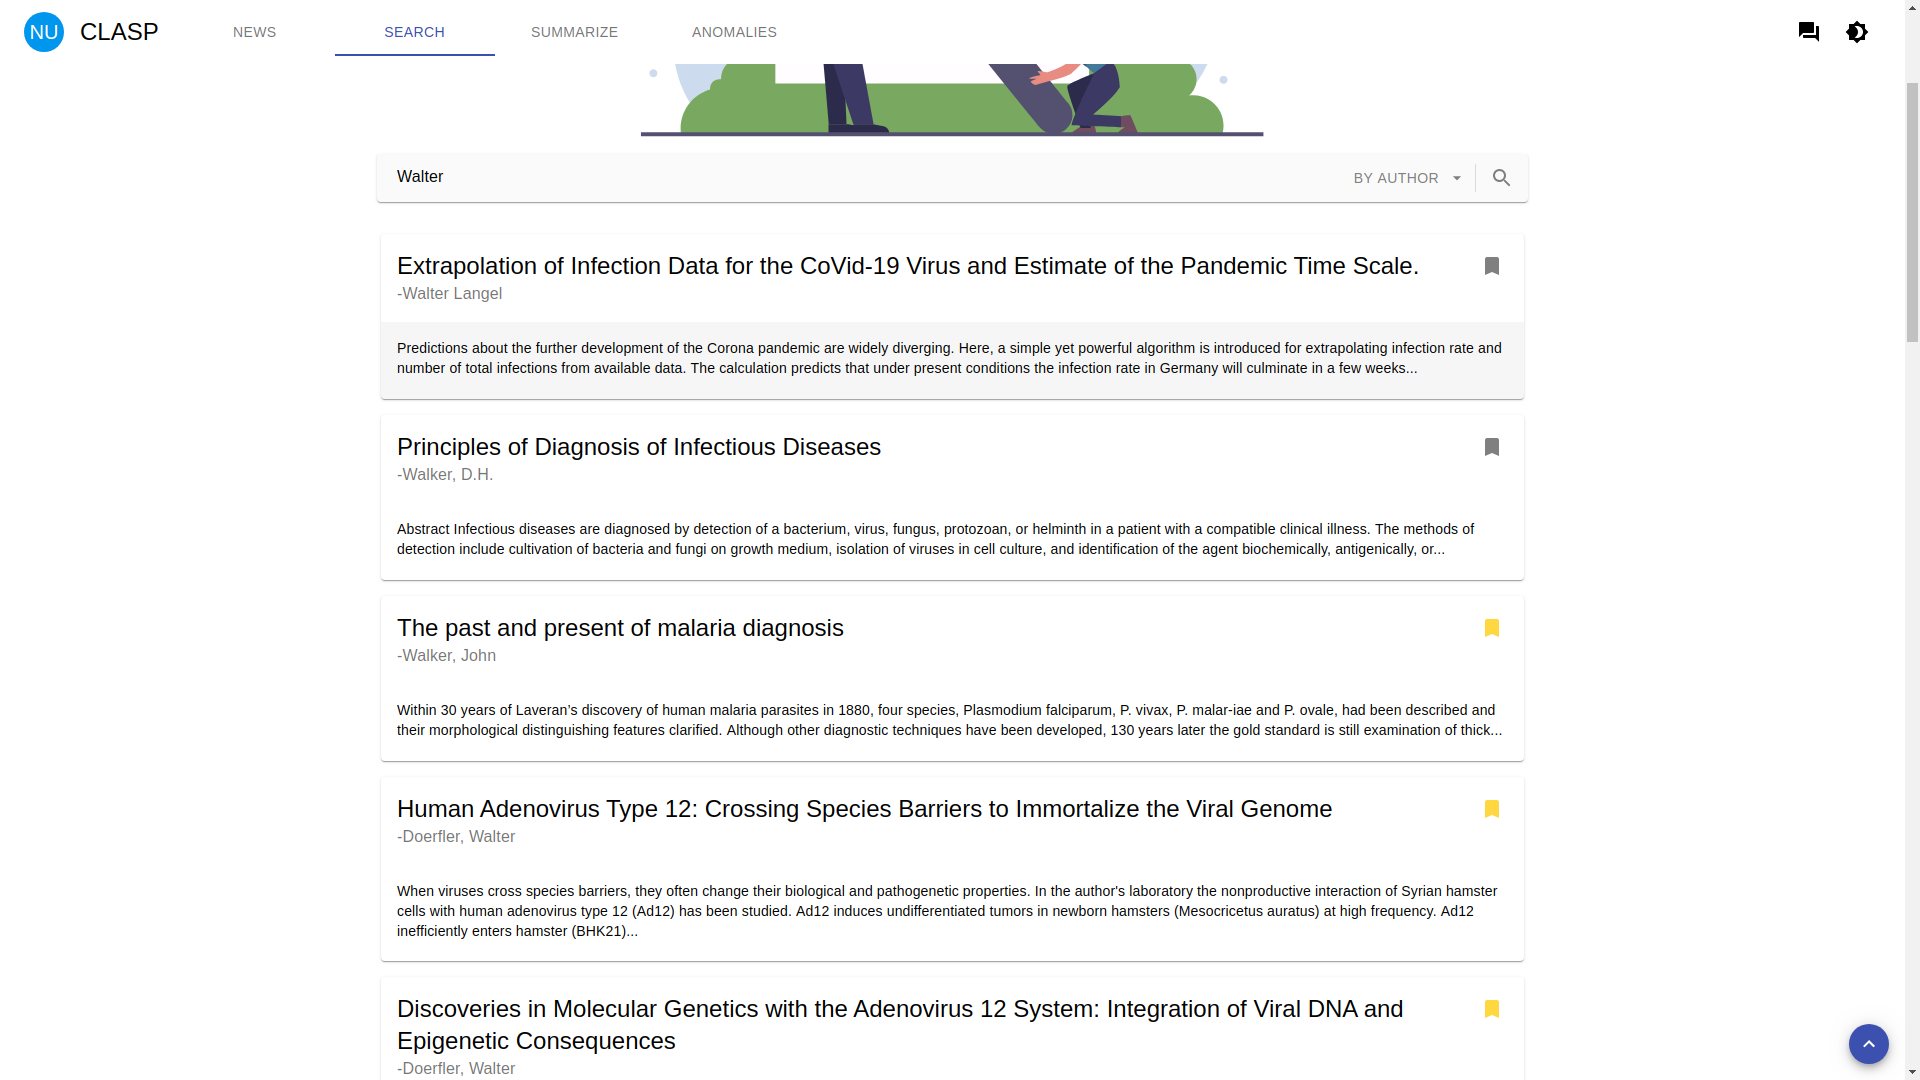 NU CLASP NEWS SEARCH SUMMARIZE ANOMALIES
Walter BY AUTHOR
Extrapolation of Infection Data for the CoVid-19 Virus and Estimate of the Pandemic Time Scale.
-Walter Langel
Predictions about the further development of the Corona pandemic are widely diverging. Here, a simple yet powerful algorithm is introduced for extrapolating infection rate and
number of total infections from available data. The calculation predicts that under present conditions the infection rate in Germany will culminate in a few weeks...
Principles of Diagnosis of Infectious Diseases
-Walker, D.H.
Abstract Infectious diseases are diagnosed by detection of a bacterium, virus, fungus, protozoan, or helminth in a patient with a compatible clinical illness. The methods of
detection include cultivation of bacteria and fungi on growth medium, isolation of viruses in cell culture, and identification of the agent biochemically, antigenically, or...
The past and present of malaria diagnosis
-Walker, John
Within 30 years of Laveran's discovery of human malaria parasites in 1880, four species, Plasmodium falciparum, P. vivax, P. malar-iae and P. ovale, had been described and
their morphological distinguishing features clarified. Although other diagnostic techniques have been developed, 130 years later the gold standard is still examination of thick...
Human Adenovirus Type 12: Crossing Species Barriers to Immortalize the Viral Genome
-Doerfler, Walter
When viruses cross species barriers, they often change their biological and pathogenetic properties. In the author's laboratory the nonproductive interaction of Syrian hamster
cells with human adenovirus type 12 (Ad12) has been studied. Ad12 induces undifferentiated tumors in newborn hamsters (Mesocricetus auratus) at high frequency. Ad12
inefficiently enters hamster (BHK21)...
Discoveries in Molecular Genetics with the Adenovirus 12 System: Integration of Viral DNA and
Epigenetic Consequences
-Doerfler, Walter